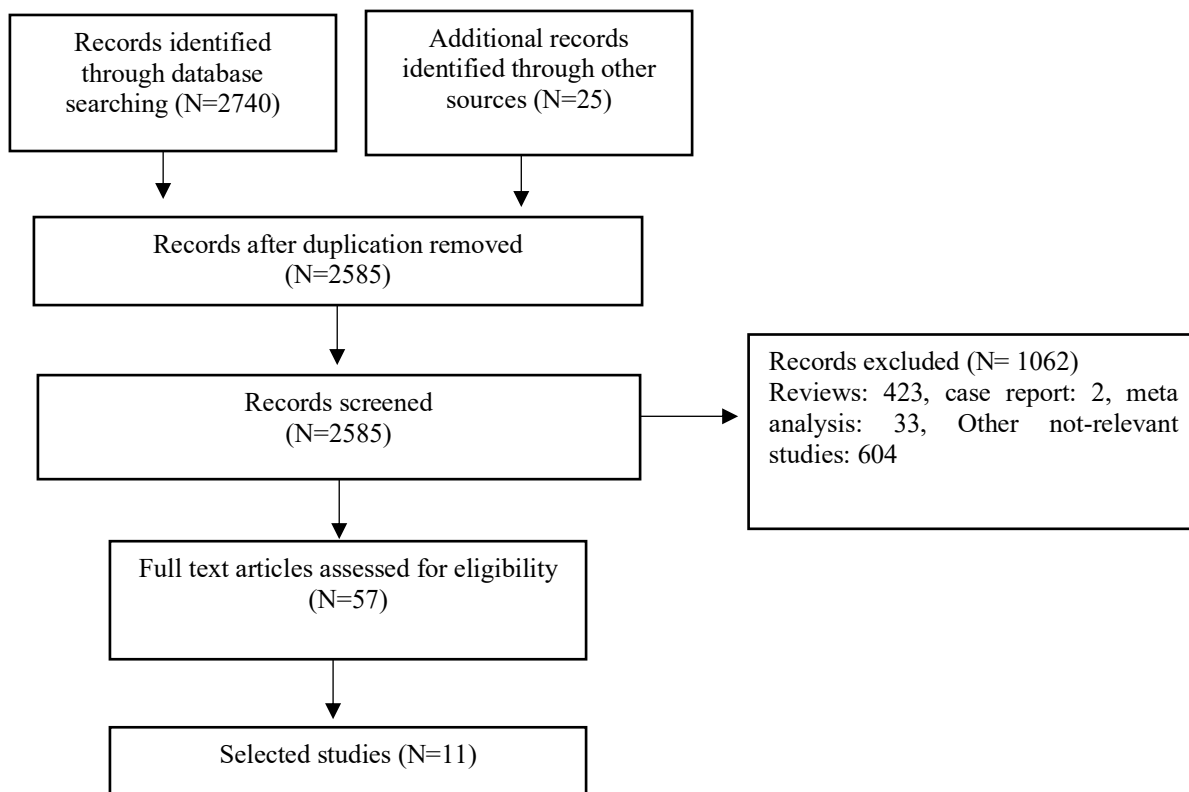 Records identified
through database
searching (N=2740)
Additional records
identified through other
sources (N=25)
Records after duplication removed
(N=2585)
Records screened
(N=2585)
Records excluded (N= 1062)
Reviews: 423, case report: 2, meta
analysis: 33, Other not-relevant
studies: 604
Full text articles assessed for eligibility
(N=57)
Selected studies (N=11)